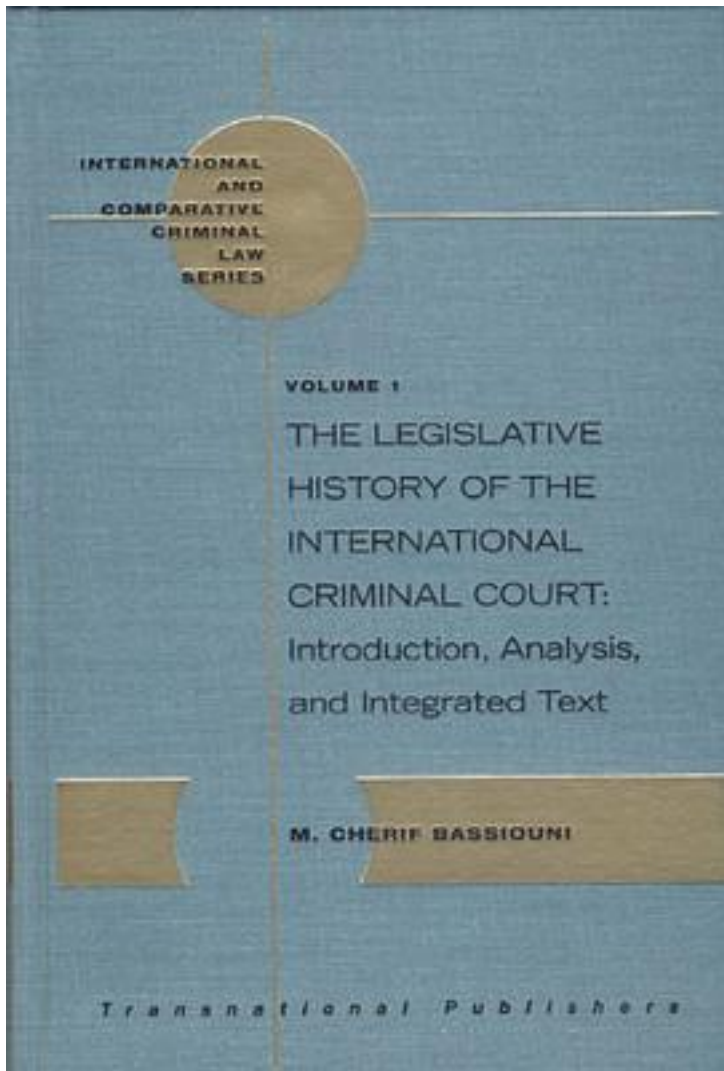 INTERNATIONAL
AND
COMPARATIVE
CRIMINAL
LAW
SERIES
VOLUME 1
THE LEGISLATIVE
HISTORY OF THE
INTERNATIONAL
CRIMINAL COURT:
Introduction, Analysis,
and Integrated Text
M. CHERIF BASSIOUNI
Transnational Publishers